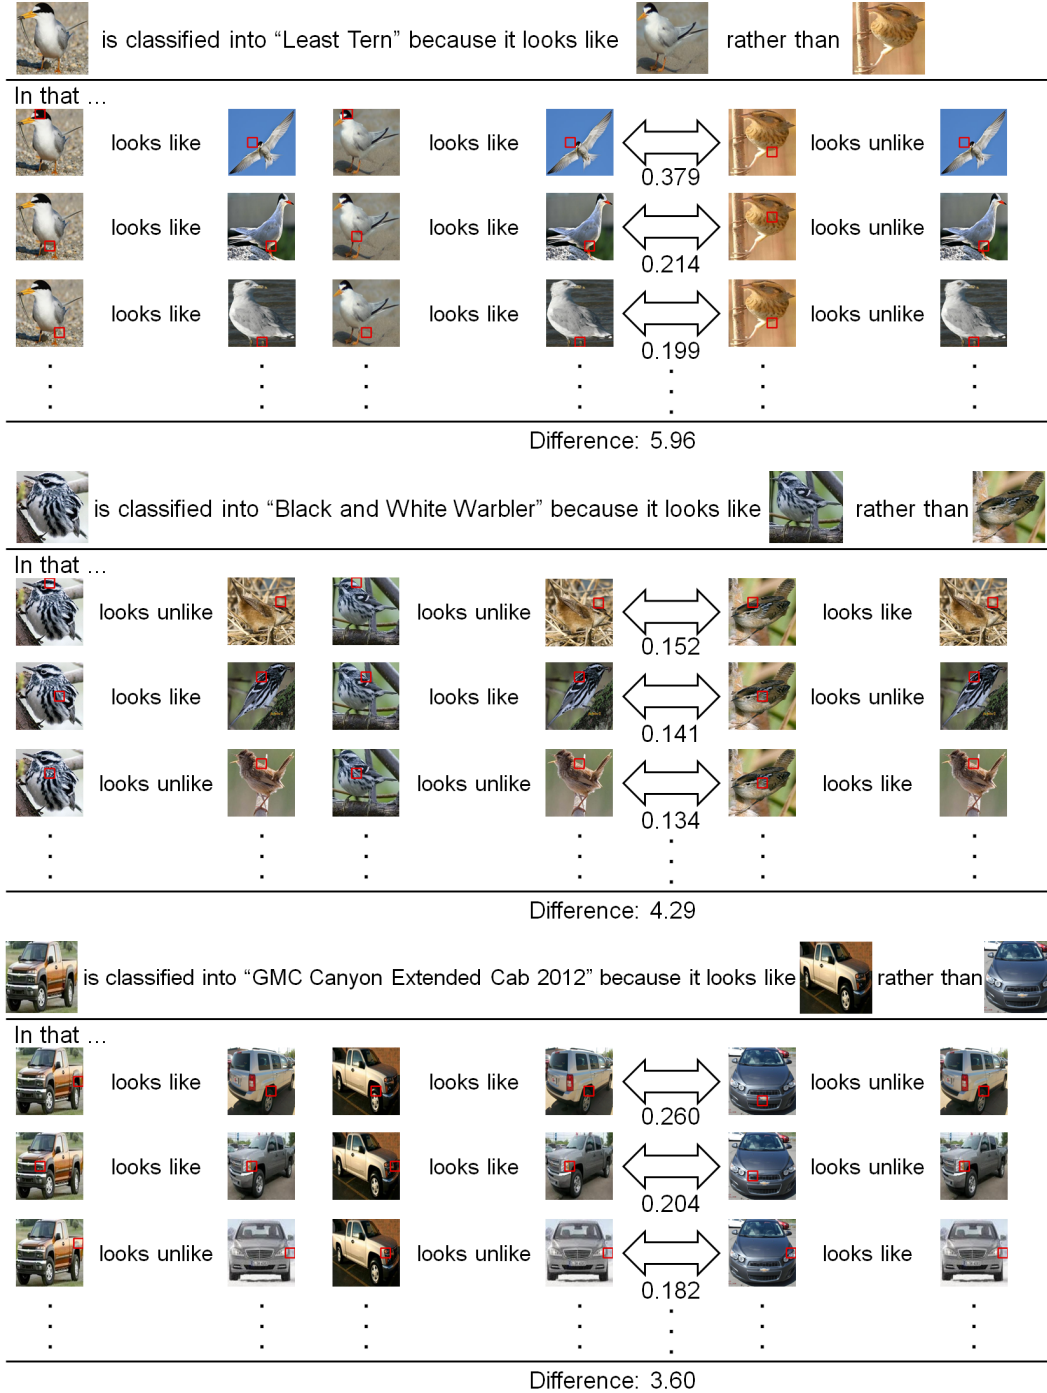 is classified into “Least Tern” because it looks like rather than
In that ...
looks like looks like looks unlike
0.379
looks like looks like looks unlike
0.214
looks like looks like looks unlike
0.199
Difference: 5.96
is classified into “Black and White Warbler” because it looks like rather than
In that ...
looks unlike looks unlike looks like
0.152
looks like looks like looks unlike
0.141
looks unlike looks unlike looks like
0.134
Difference: 4.29
is classified into “GMC Canyon Extended Cab 2012” because it looks like rather than
In that ...
looks like looks like looks unlike
0.260
looks like looks like looks unlike
0.204
looks unlike looks unlike looks like
0.182
Difference: 3.60